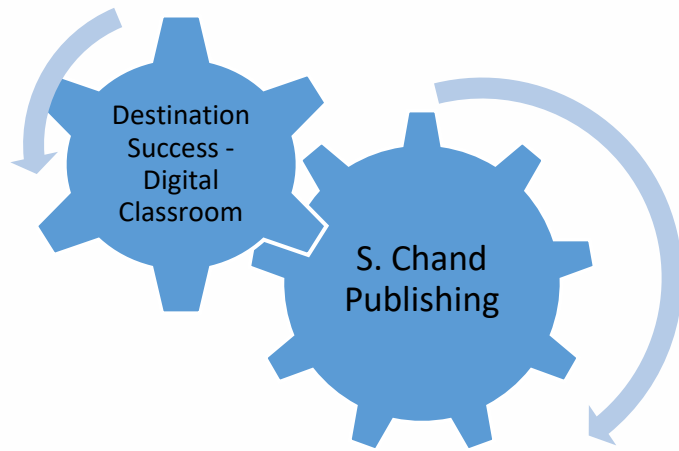 Destination
Success -
Digital
Classroom
S. Chand
Publishing